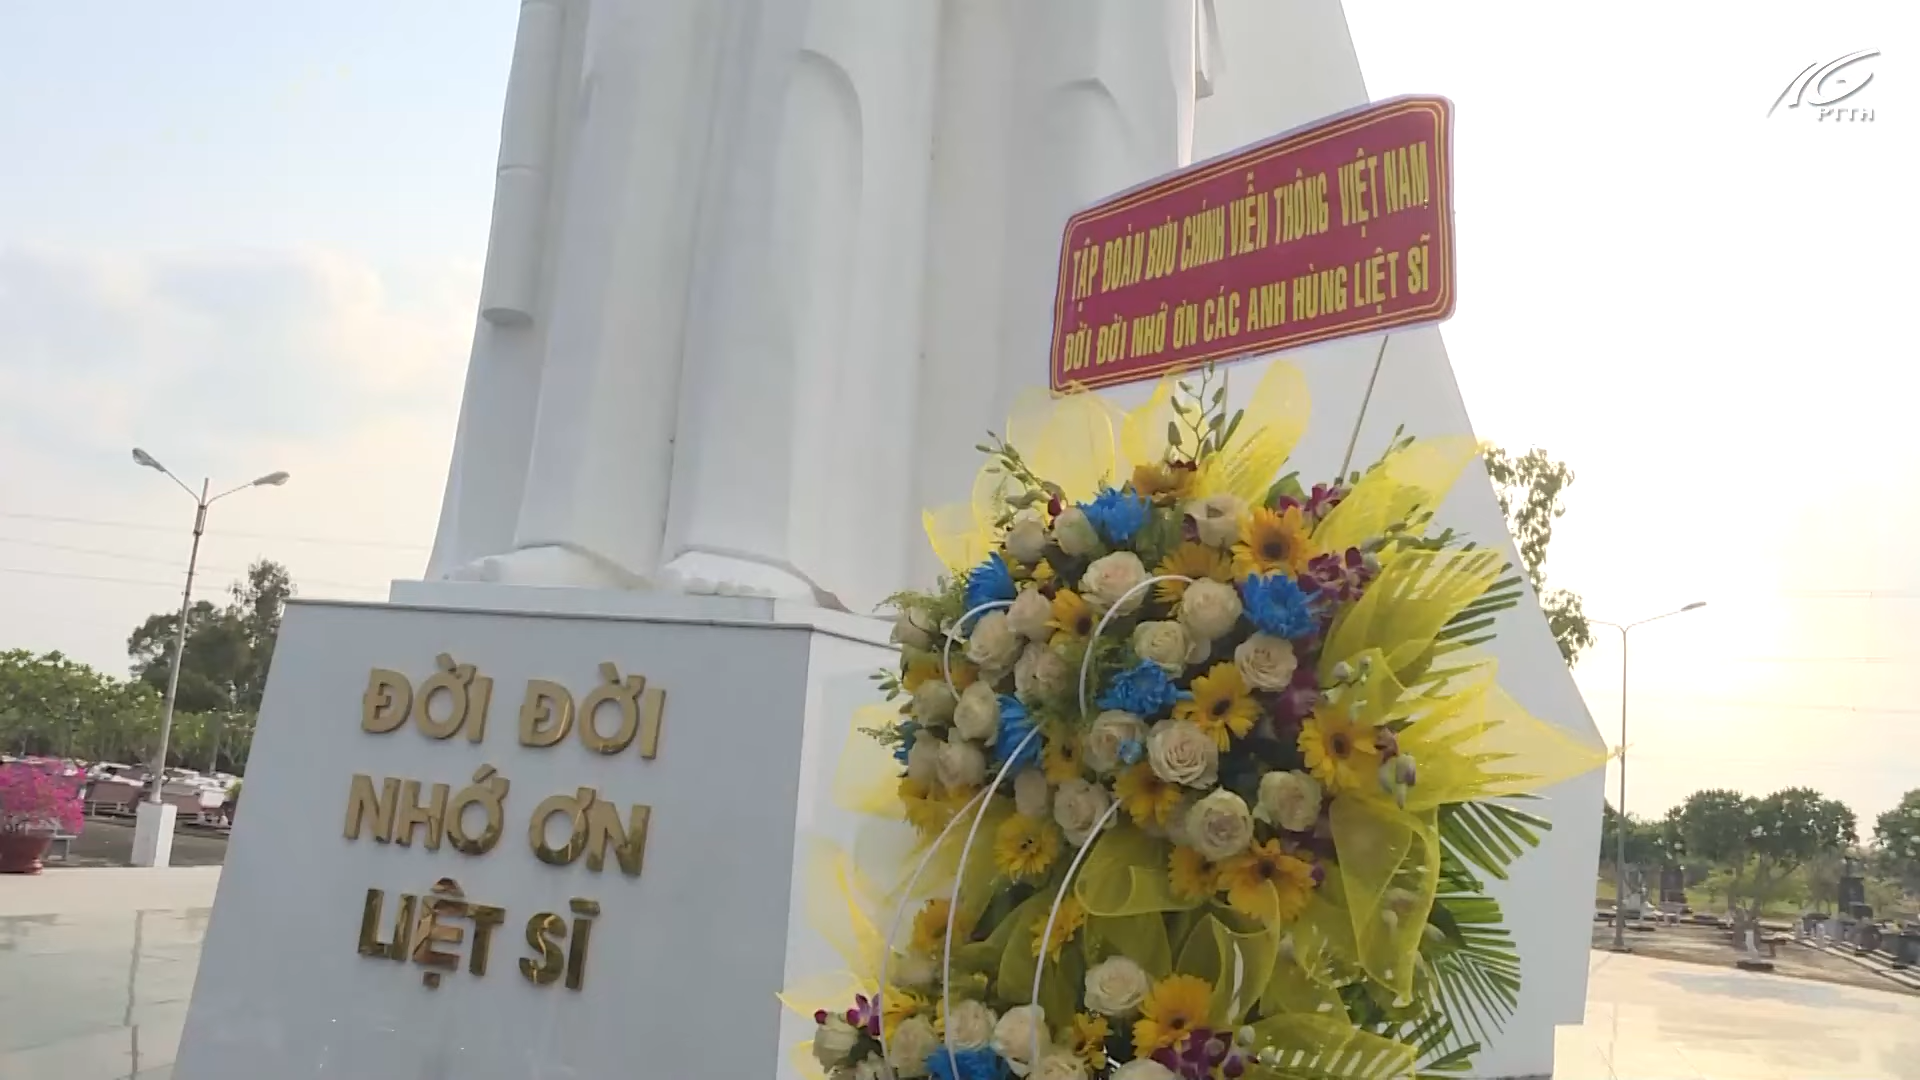 PTTH
TẬP ĐOÀN BƯU CHÍNH VIỄN THÔNG VIỆT NAM
ĐỜI ĐỜI NHỚ ƠN CÁC ANH HÙNG LIỆT SĨ
ĐỜI ĐỜI
NHỚ ƠN
LIỆT SĨ